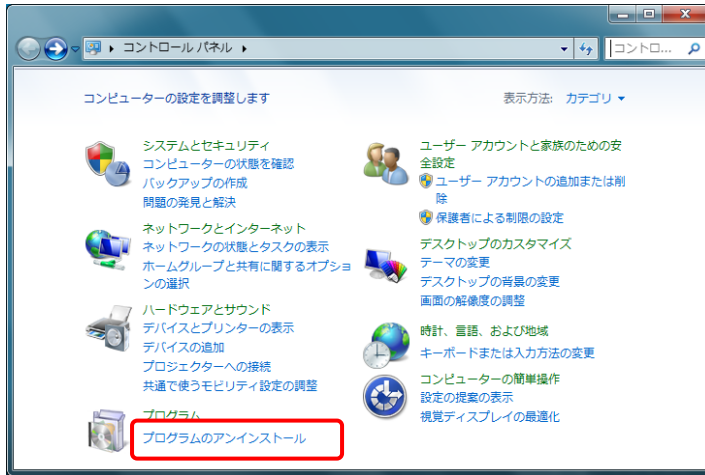 コントロール パネル
コントロ...
コンピューターの設定を調整します
表示方法: カテゴリ
システムとセキュリティ
コンピューターの状態を確認
バックアップの作成
問題の発見と解決
ネットワークとインターネット
ネットワークの状態とタスクの表示
ホームグループと共有に関するオプショ
ンの選択
ハードウェアとサウンド
デバイスとプリンターの表示
デバイスの追加
プロジェクターへの接続
共通で使うモビリティ設定の調整
プログラム
プログラムのアンインストール
ユーザー アカウントと家族のための安
全設定
ユーザー アカウントの追加または削
除
保護者による制限の設定
デスクトップのカスタマイズ
テーマの変更
デスクトップの背景の変更
画面の解像度の調整
時計、言語、および地域
キーボードまたは入力方法の変更
コンピューターの簡単操作
設定の提案の表示
視覚ディスプレイの最適化